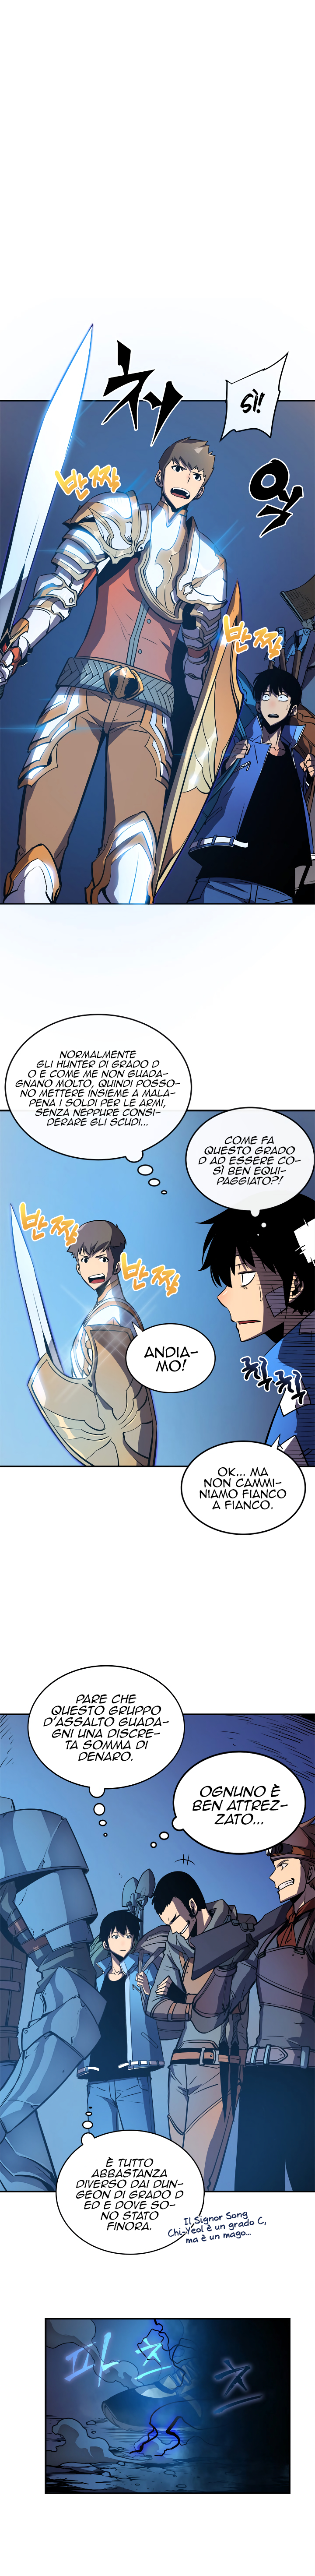 척
SÌ!
반짝
억
반짝
NORMALMENTE
GLI HUNTER DI GRADO D
O E COME ME NON GUADA-
GNANO MOLTO, QUINDI POSSO-
NO METTERE INSIEME A MALA-
PENA I SOLDI PER LE ARMI,
SENZA NEPPURE CONSI-
DERARE GLI SCUDI...
COME FA
QUESTO GRADO
D AD ESSERE CO-
SÌ BEN EQUI-
PAGGIATO?!
반짝
반짝
ANDIA-
MO!
칙칙
OK... MA
NON CAMMI-
NIAMO FIANCO
A FIANCO.
PARE CHE
QUESTO GRUPPO
D'ASSALTO GUADA-
GNI UNA DISCRE-
TA SOMMA DI
DENARO.
OGNUNO È
BEN ATTREZ-
ZATO...
È TUTTO
ABBASTANZA
DIVERSO DAI DUN-
GEON DI GRADO D
ED E DOVE SO-
NO STATO
FINORA.
Il Signor Song
Chi-Yeol è un grado C,
ma è un mago...